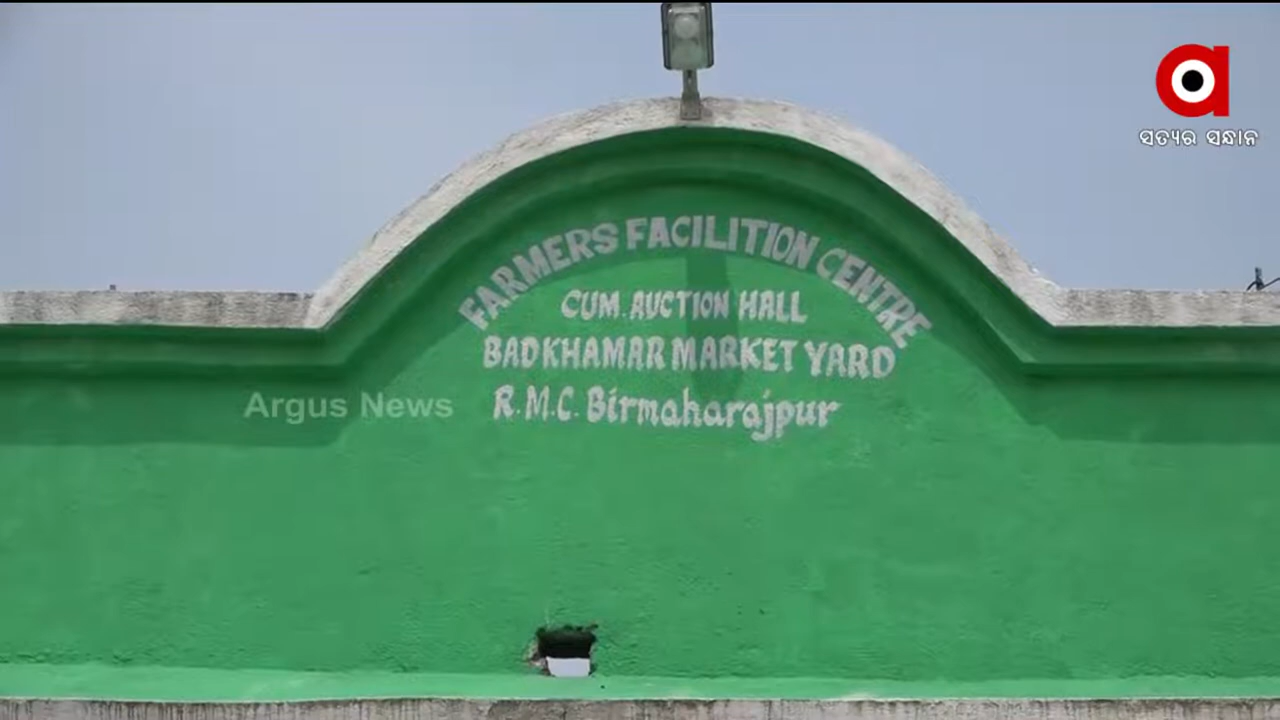 ସତ୍ୟର ସନ୍ଧାନ
FARMERS FACILITION CENTRE
CUM. AUCTION HALL
BADKHAMAR MARKET YARD
R.M.C. Birmaharajpur
Argus News